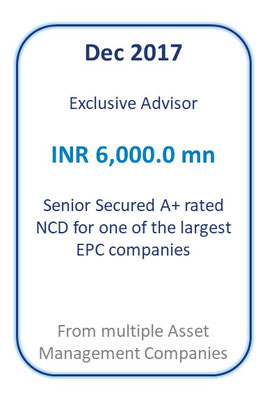 Dec 2017
Exclusive Advisor
INR 6,000.0 mn
Senior Secured A+ rated
NCD for one of the largest
EPC companies
From multiple Asset
Management Companies